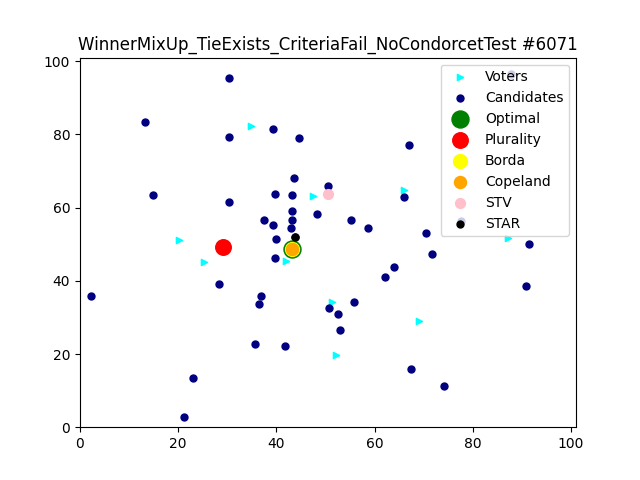 WinnerMixUp_TieExists_CriteriaFail_NoCondorcetTest #6071
100
80
60
40
20
0
0 20 40 60 80 100
Voters
Candidates
Optimal
Plurality
Borda
Copeland
STV
STAR